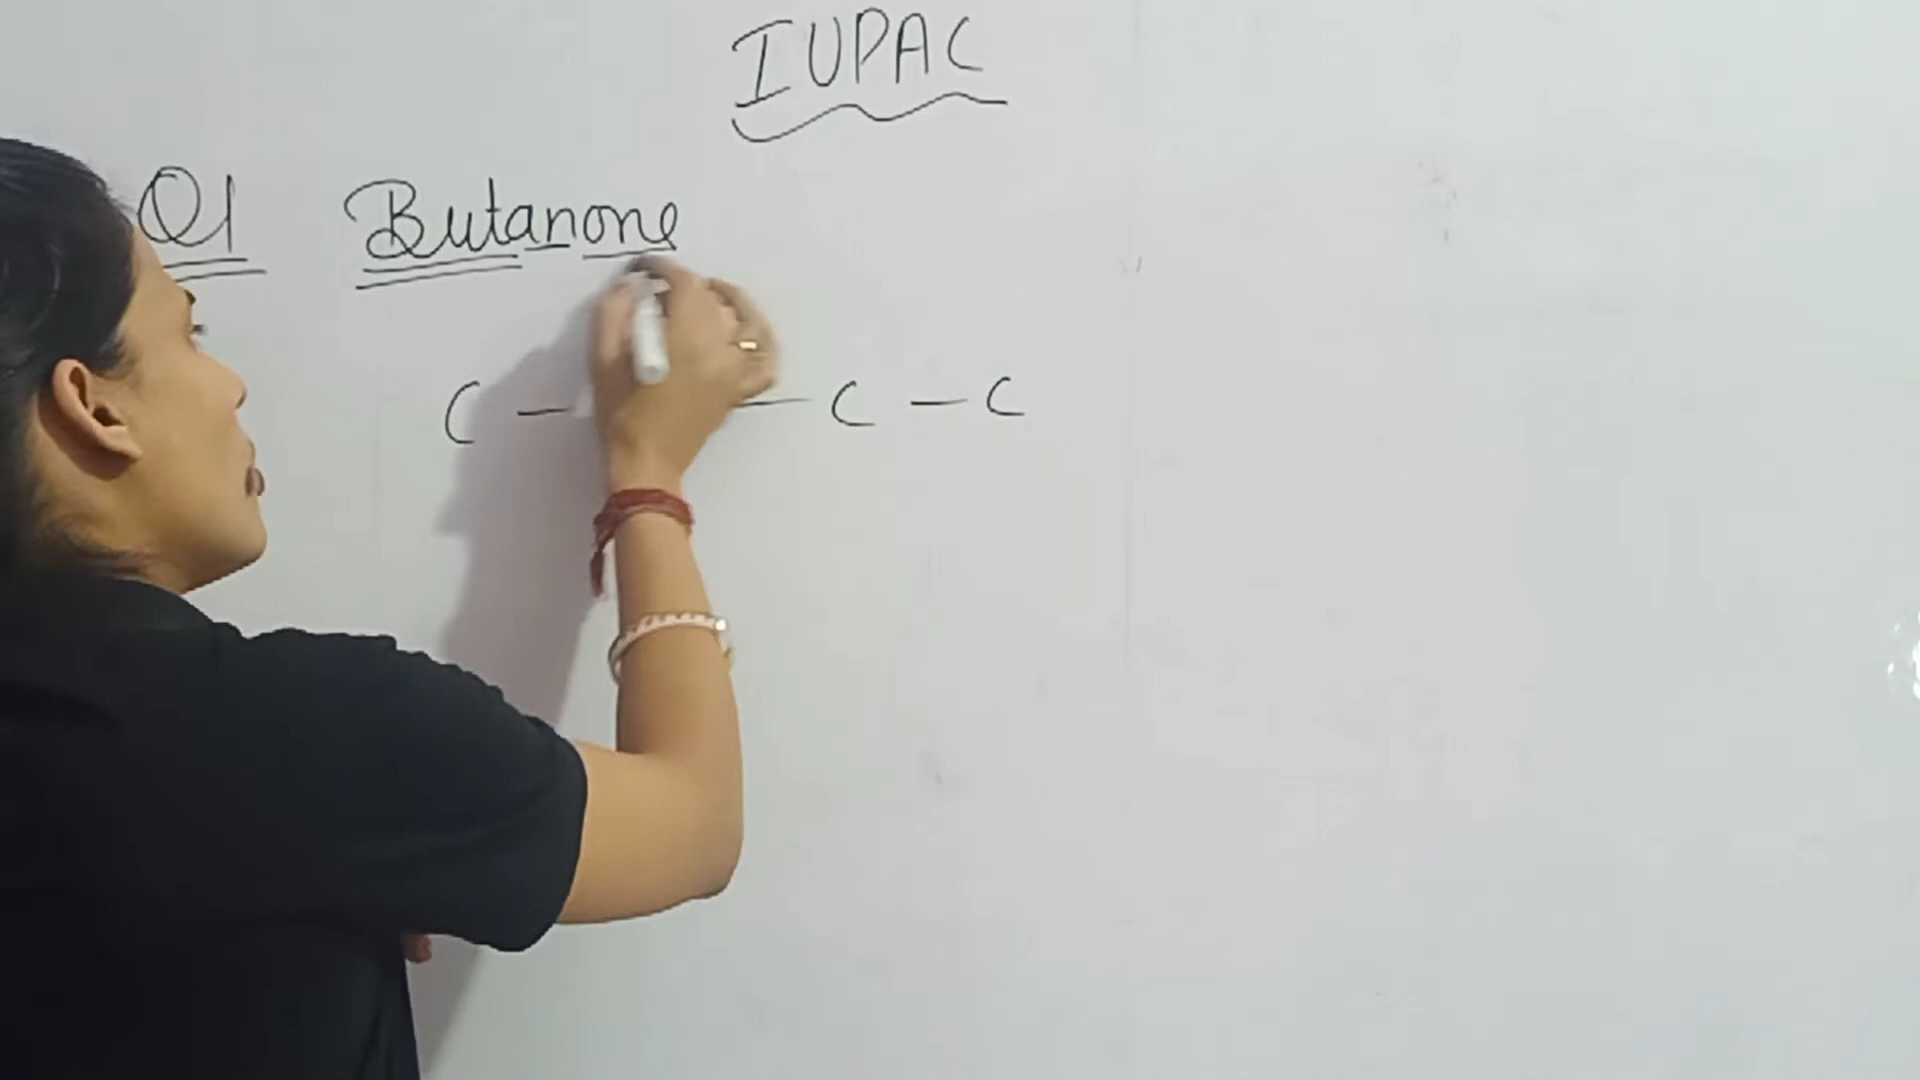 IUPAC
Q1 Butanone
C — — C — C